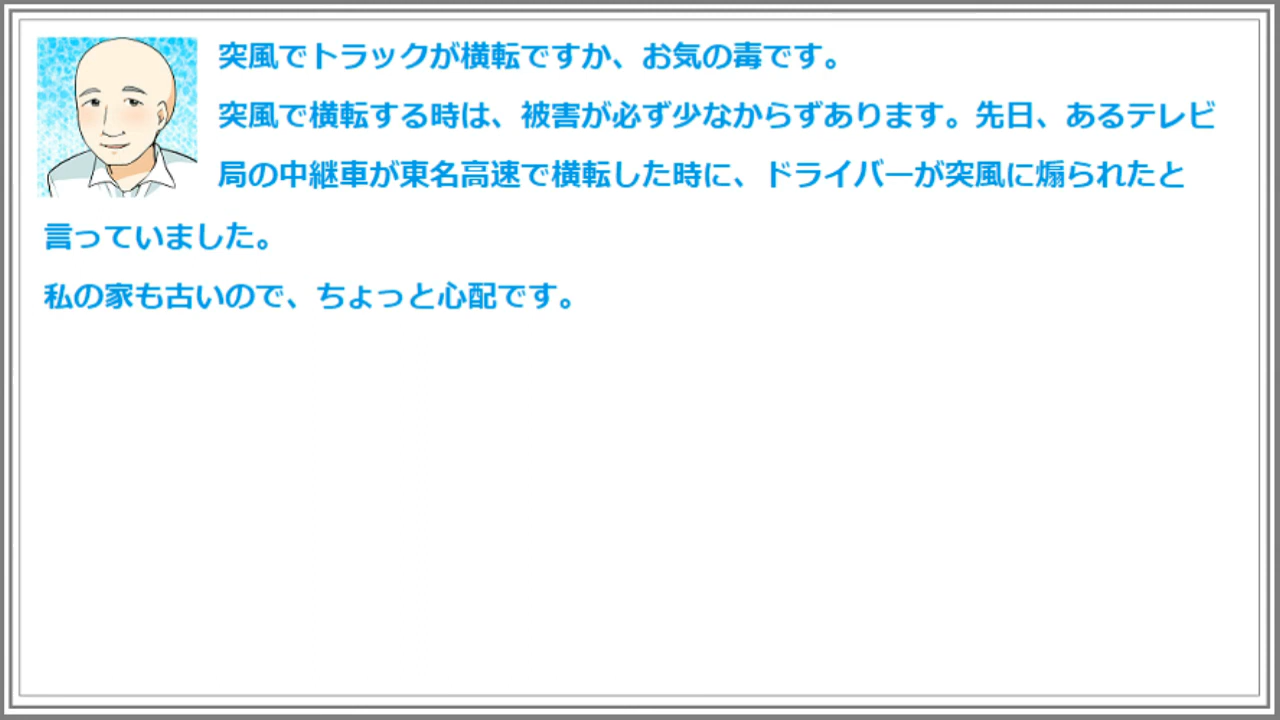 突風でトラックが横転ですか、お気の毒です。
突風で横転する時は、被害が必ず少なからずあります。先日、あるテレビ
局の中継車が東名高速で横転した時に、ドライバーが突風に煽られたと
言っていました。
私の家も古いので、ちょっと心配です。